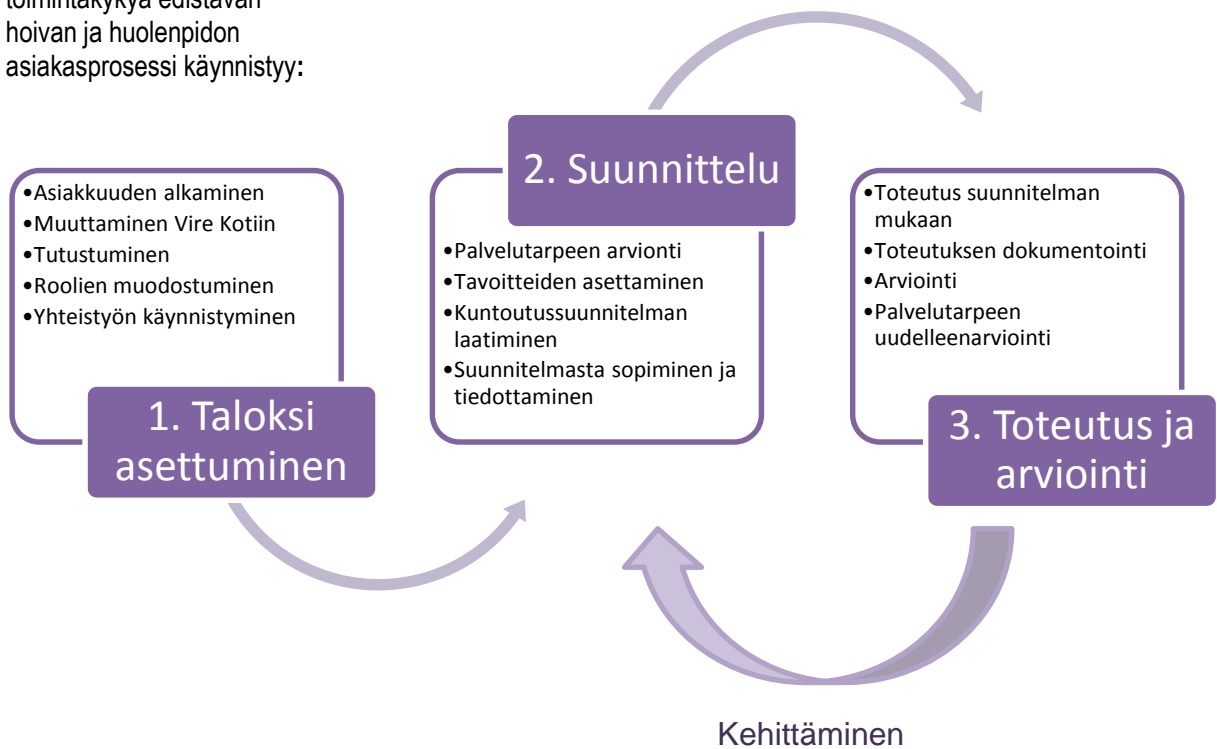 toimintakykyä edistävän
hoivan ja huolenpidon
asiakasprosessi käynnistyy:
•Asiakkuuden alkaminen
•Muuttaminen Vire Kotiin
•Tutustuminen
•Roolien muodostuminen
•Yhteistyön käynnistyminen
1. Taloksi
asettuminen
2. Suunnittelu
•Palvelutarpeen arvionti
•Tavoitteiden asettaminen
•Kuntoutussuunnitelman
laatiminen
•Suunnitelmasta sopiminen ja
tiedottaminen
•Toteutus suunnitelman
mukaan
•Toteutuksen dokumentointi
•Arviointi
•Palvelutarpeen
uudelleenarviointi
3. Toteutus ja
arviointi
Kehittäminen